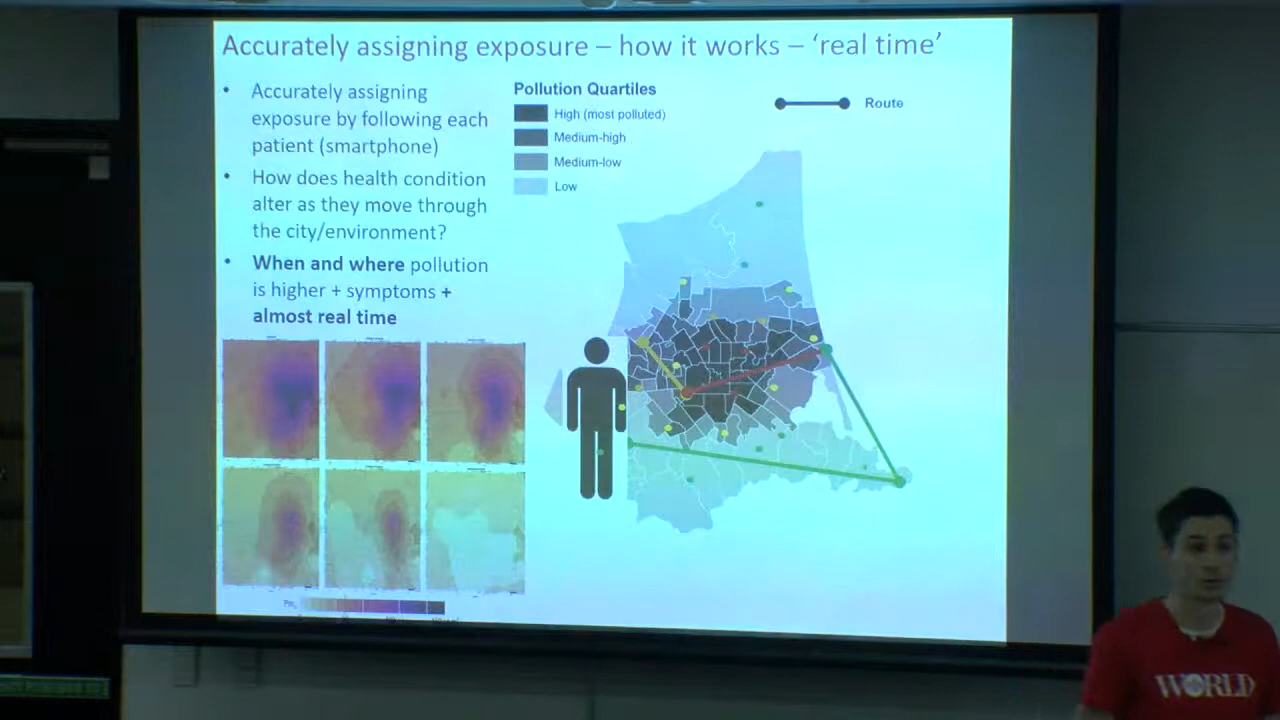 Accurately assigning exposure – how it works – ‘real time’
• Accurately assigning
exposure by following each
patient (smartphone)
• How does health condition
alter as they move through
the city/environment?
• When and where pollution
is higher + symptoms +
almost real time
Pollution Quartiles
High (most polluted)
Medium-high
Medium-low
Low
Route
WORLD